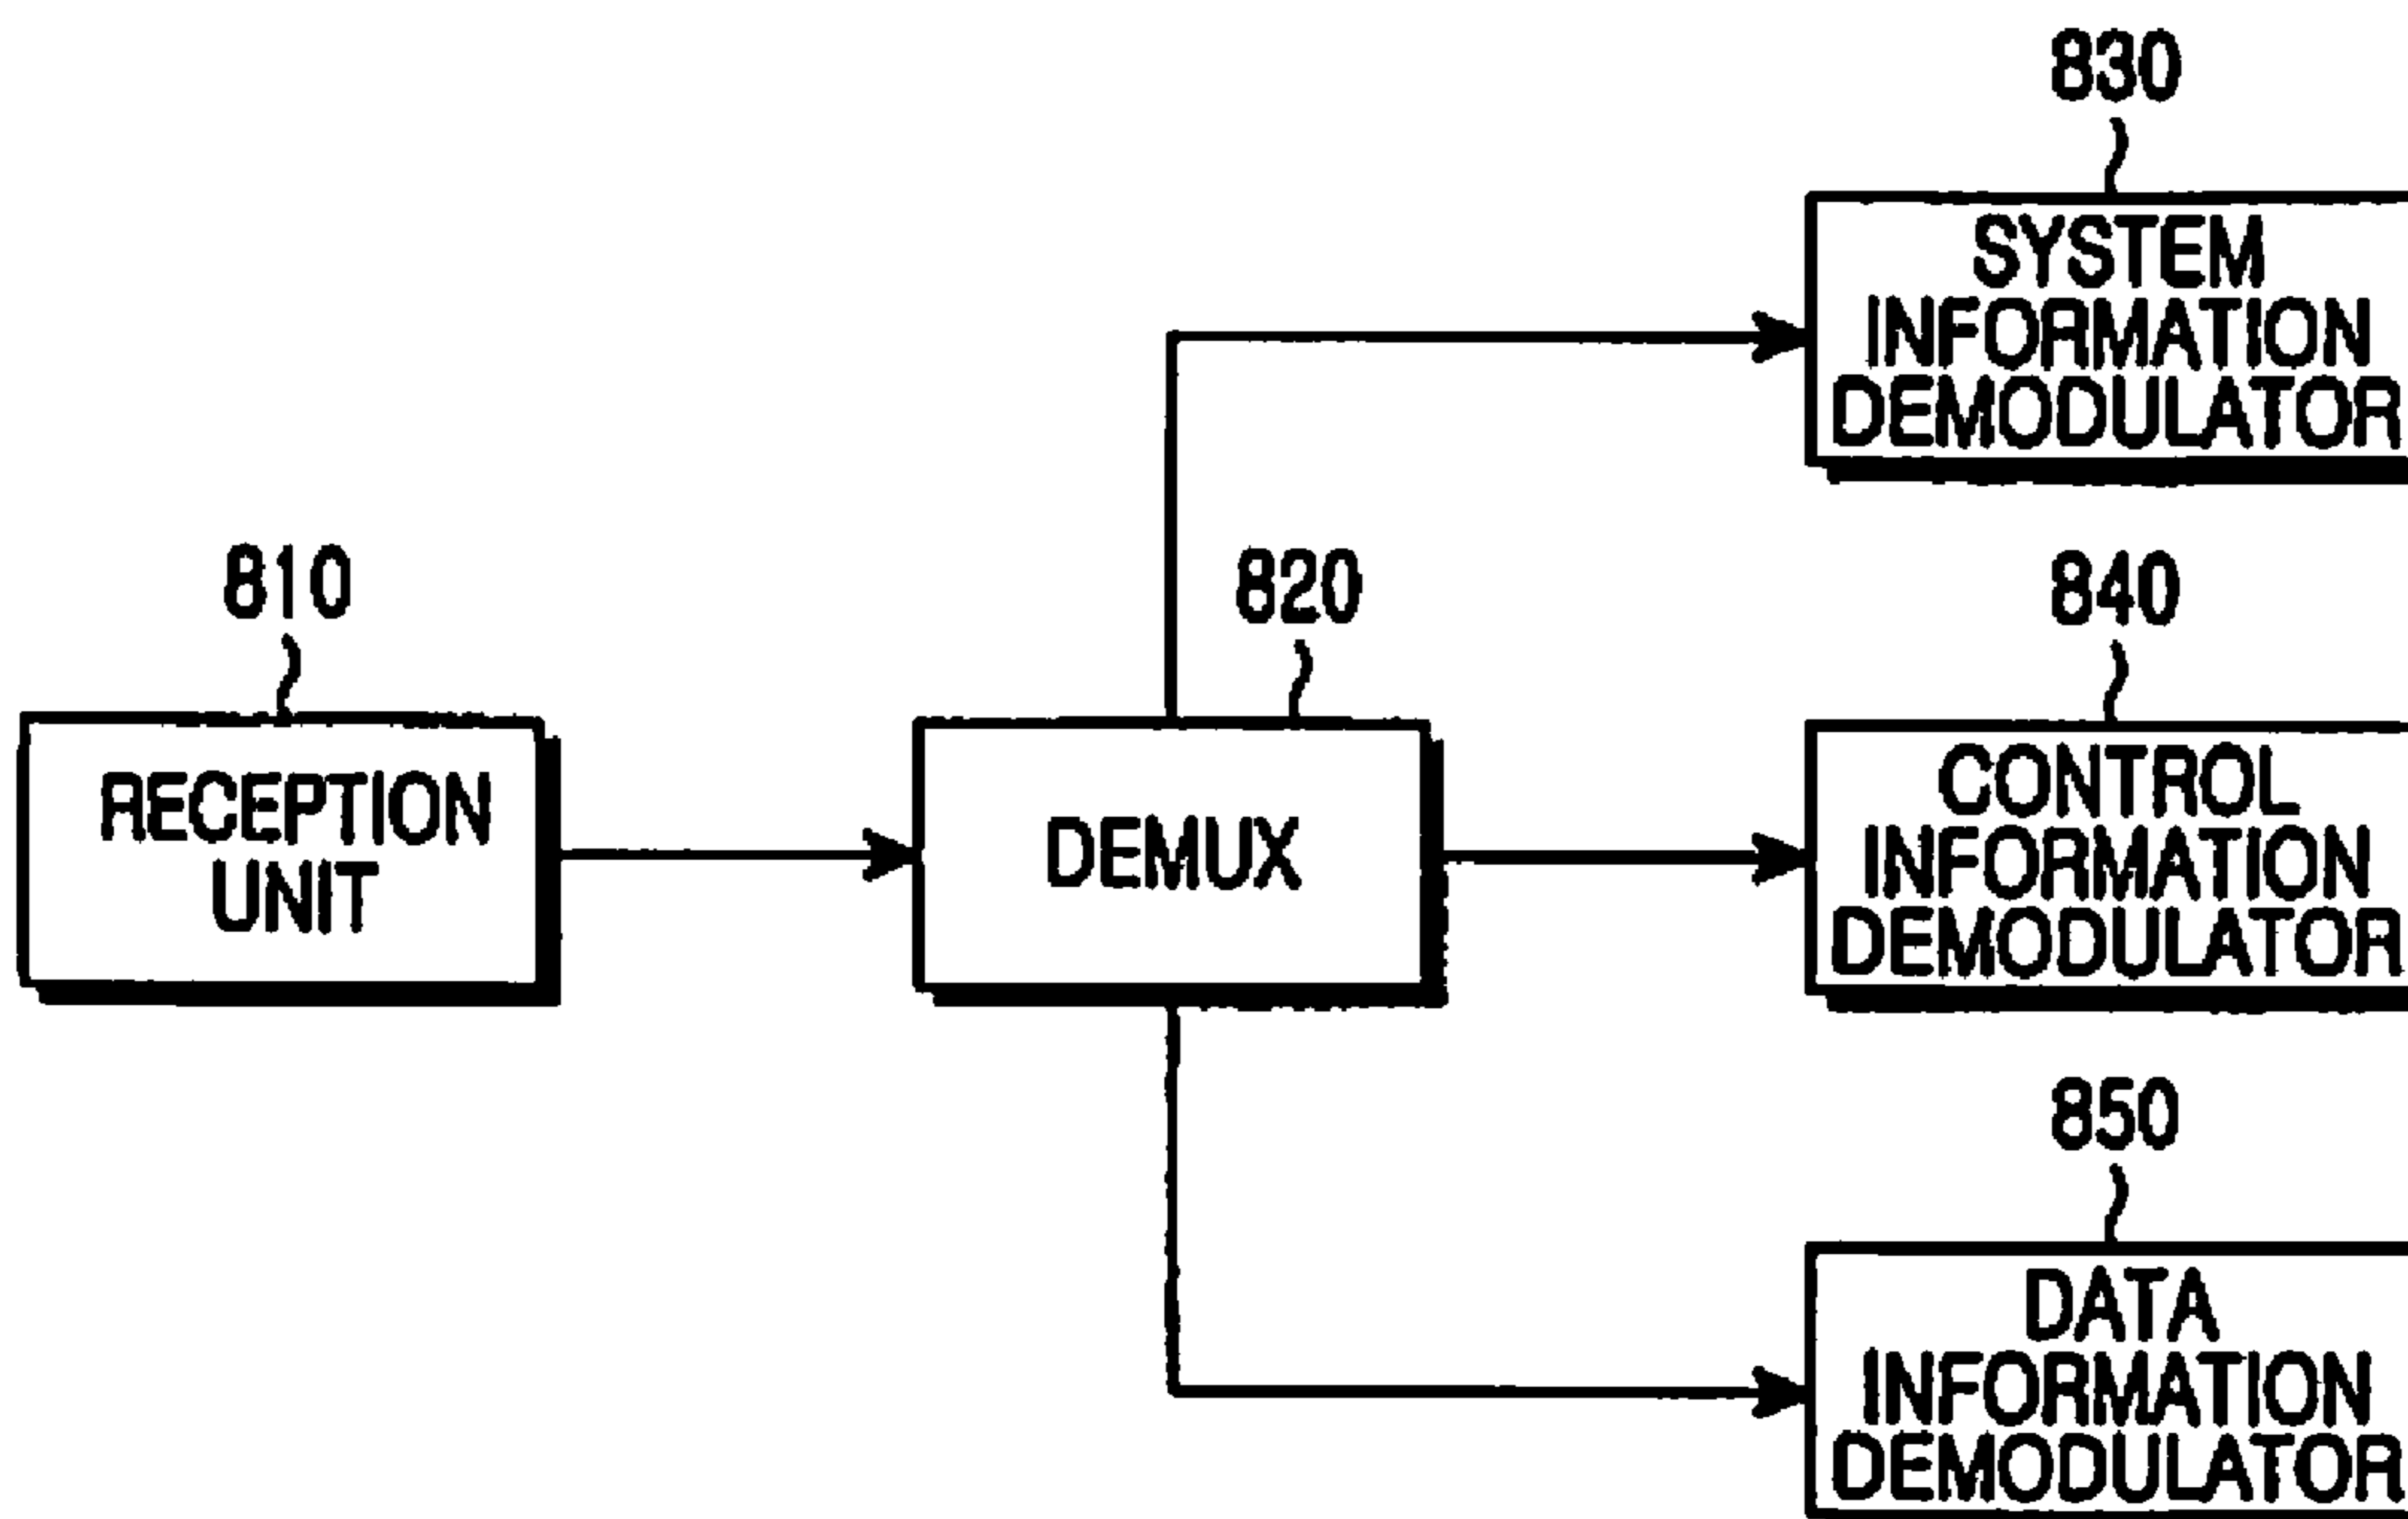 830
SYSTEM
INFORMATION
DEMODULATOR
810
RECEPTION
UNIT
820
DEMUX
840
CONTROL
INFORMATION
DEMODULATOR
850
DATA
INFORMATION
DEMODULATOR